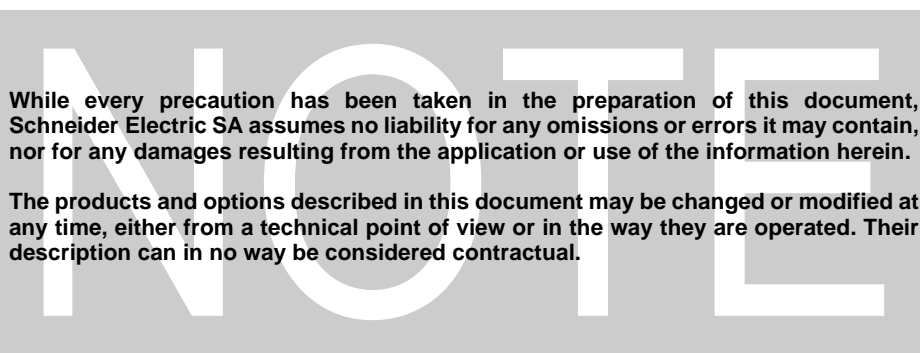 NOTE
While every precaution has been taken in the preparation of this document,
Schneider Electric SA assumes no liability for any omissions or errors it may contain,
nor for any damages resulting from the application or use of the information herein.
The products and options described in this document may be changed or modified at
any time, either from a technical point of view or in the way they are operated. Their
description can in no way be considered contractual.